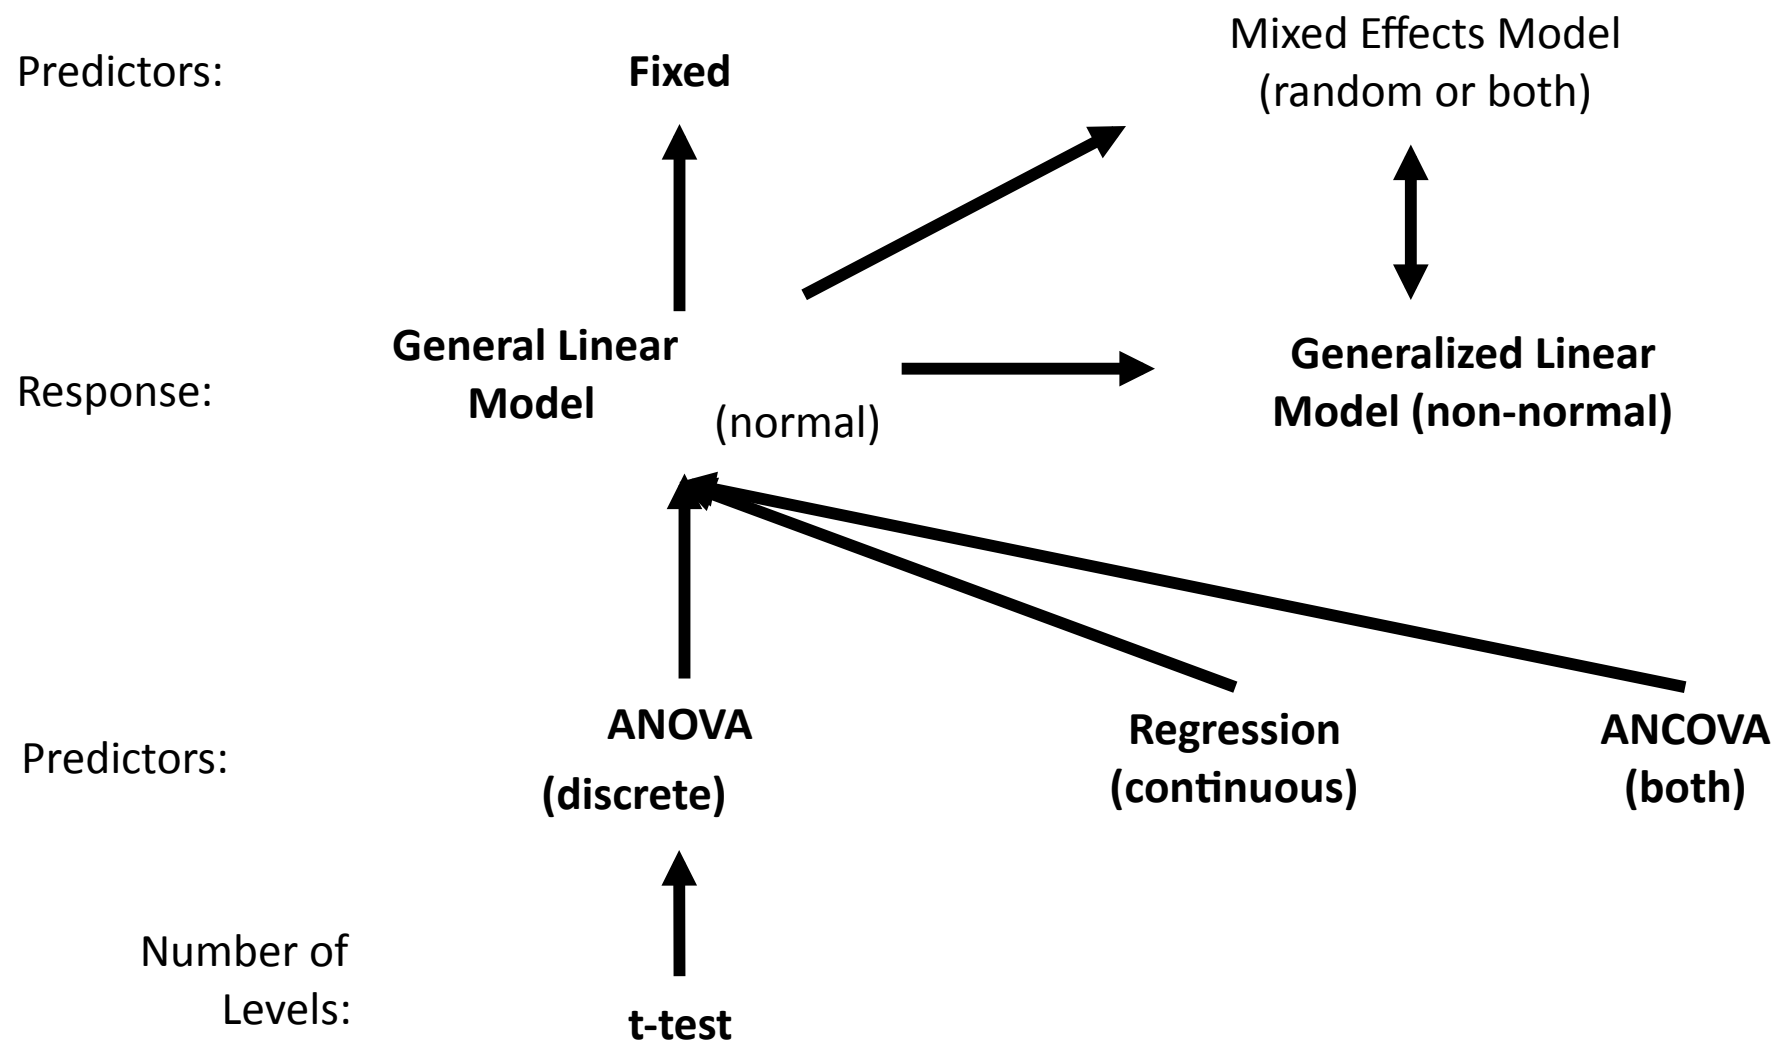 Predictors:
Fixed
Mixed Effects Model
(random or both)
Response:
General Linear
Model
(normal)
Generalized Linear
Model (non-normal)
Predictors:
ANOVA
(discrete)
Regression
(continuous)
ANCOVA
(both)
Number of
Levels:
t-test